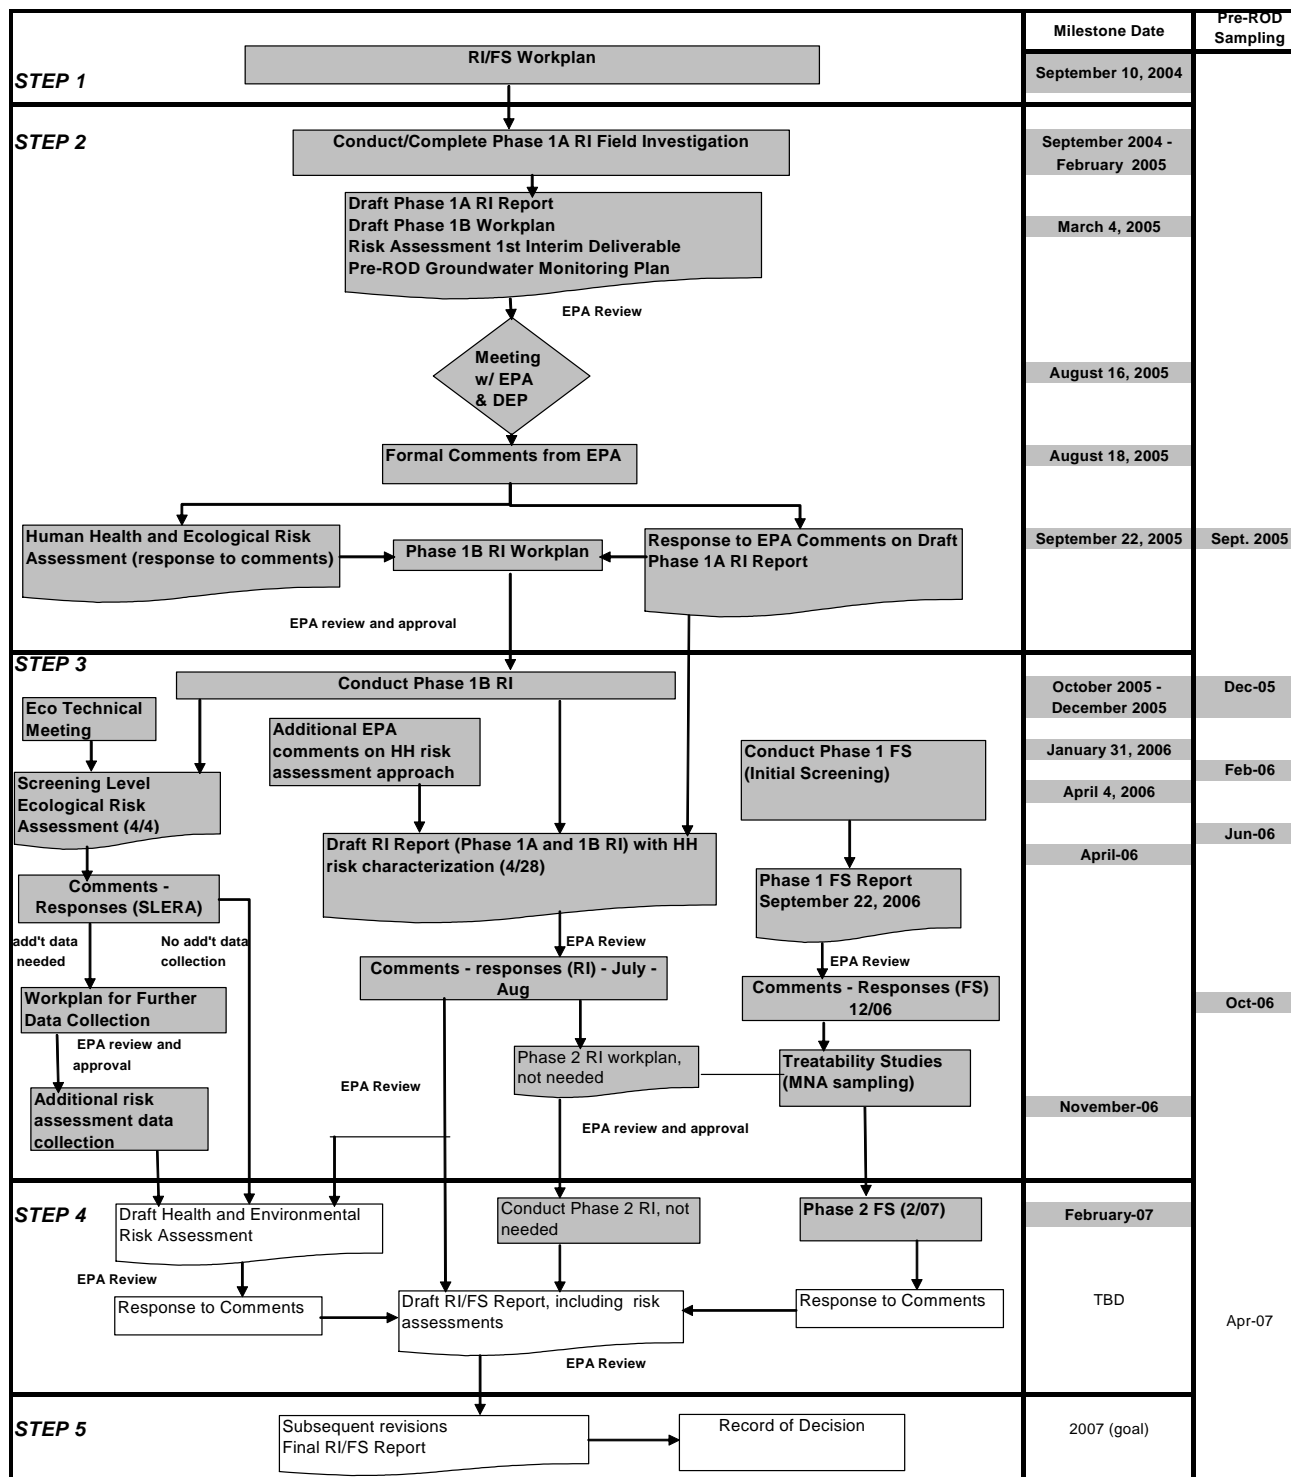 Milestone Date
Pre-ROD
Sampling
STEP 1
RI/FS Workplan
September 10, 2004
STEP 2
Conduct/Complete Phase 1A RI Field Investigation
September 2004 -
February 2005
Draft Phase 1A RI Report
Draft Phase 1B Workplan
Risk Assessment 1st Interim Deliverable
Pre-ROD Groundwater Monitoring Plan
March 4, 2005
EPA Review
Meeting
w/ EPA
& DEP
August 16, 2005
Formal Comments from EPA
August 18, 2005
Human Health and Ecological Risk
Assessment (response to comments)
Phase 1B RI Workplan
Response to EPA Comments on Draft
Phase 1A RI Report
September 22, 2005
Sept. 2005
EPA review and approval
STEP 3
Conduct Phase 1B RI
October 2005 -
December 2005
Dec-05
Eco Technical
Meeting
Additional EPA
comments on HH risk
assessment approach
Conduct Phase 1 FS
(Initial Screening)
January 31, 2006
Feb-06
Screening Level
Ecological Risk
Assessment (4/4)
April 4, 2006
Jun-06
Draft RI Report (Phase 1A and 1B RI) with HH
risk characterization (4/28)
April-06
Phase 1 FS Report
September 22, 2006
Comments -
Responses (SLERA)
add't data
needed
No add't data
collection
EPA Review
EPA Review
Comments - responses (RI) - July -
Aug
Comments - Responses (FS)
12/06
Workplan for Further
Data Collection
Oct-06
EPA review and
approval
Phase 2 RI workplan,
not needed
Treatability Studies
(MNA sampling)
EPA Review
Additional risk
assessment data
collection
November-06
EPA review and approval
STEP 4
Draft Health and Environmental
Risk Assessment
Conduct Phase 2 RI, not
needed
Phase 2 FS (2/07)
February-07
EPA Review
Response to Comments
Draft RI/FS Report, including risk
assessments
Response to Comments
TBD
Apr-07
EPA Review
STEP 5
Subsequent revisions
Final RI/FS Report
Record of Decision
2007 (goal)